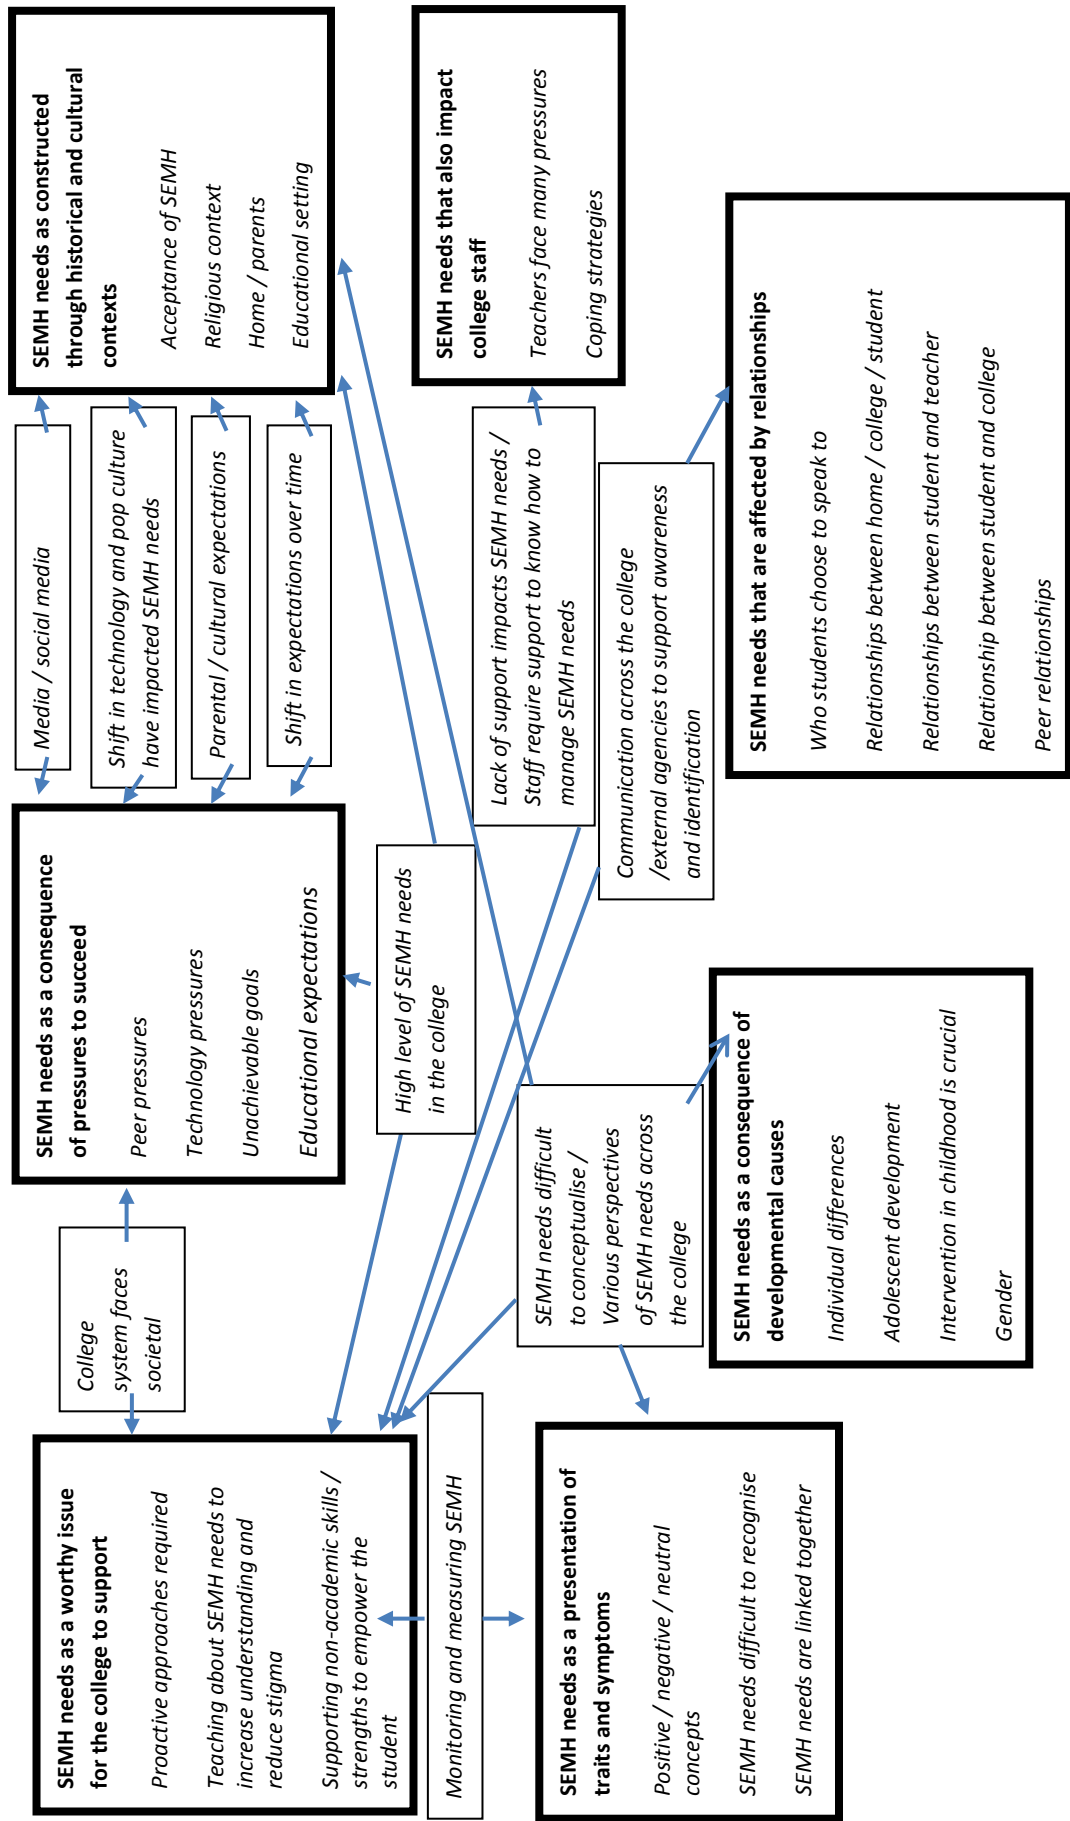 SEMH needs as a worthy issue
for the college to support
Proactive approaches required
Teaching about SEMH needs to
increase understanding and
reduce stigma
Supporting non-academic skills /
strengths to empower the
student
College
system faces
societal
SEMH needs as a consequence
of pressures to succeed
Peer pressures
Technology pressures
Unachievable goals
Educational expectations
Media / social media
Shift in technology and pop culture
have impacted SEMH needs
Parental / cultural expectations
Shift in expectations over time
SEMH needs as constructed
through historical and cultural
contexts
Acceptance of SEMH
Religious context
Home / parents
Educational setting
Monitoring and measuring SEMH
High level of SEMH needs
in the college
Lack of support impacts SEMH needs /
Staff require support to know how to
manage SEMH needs
SEMH needs that also impact
college staff
Teachers face many pressures
Coping strategies
SEMH needs difficult
to conceptualise /
Various perspectives
of SEMH needs across
the college
Communication across the college
/external agencies to support awareness
and identification
SEMH needs as a presentation of
traits and symptoms
Positive / negative / neutral
concepts
SEMH needs difficult to recognise
SEMH needs are linked together
SEMH needs as a consequence of
developmental causes
Individual differences
Adolescent development
Intervention in childhood is crucial
Gender
SEMH needs that are affected by relationships
Who students choose to speak to
Relationships between home / college / student
Relationships between student and teacher
Relationship between student and college
Peer relationships